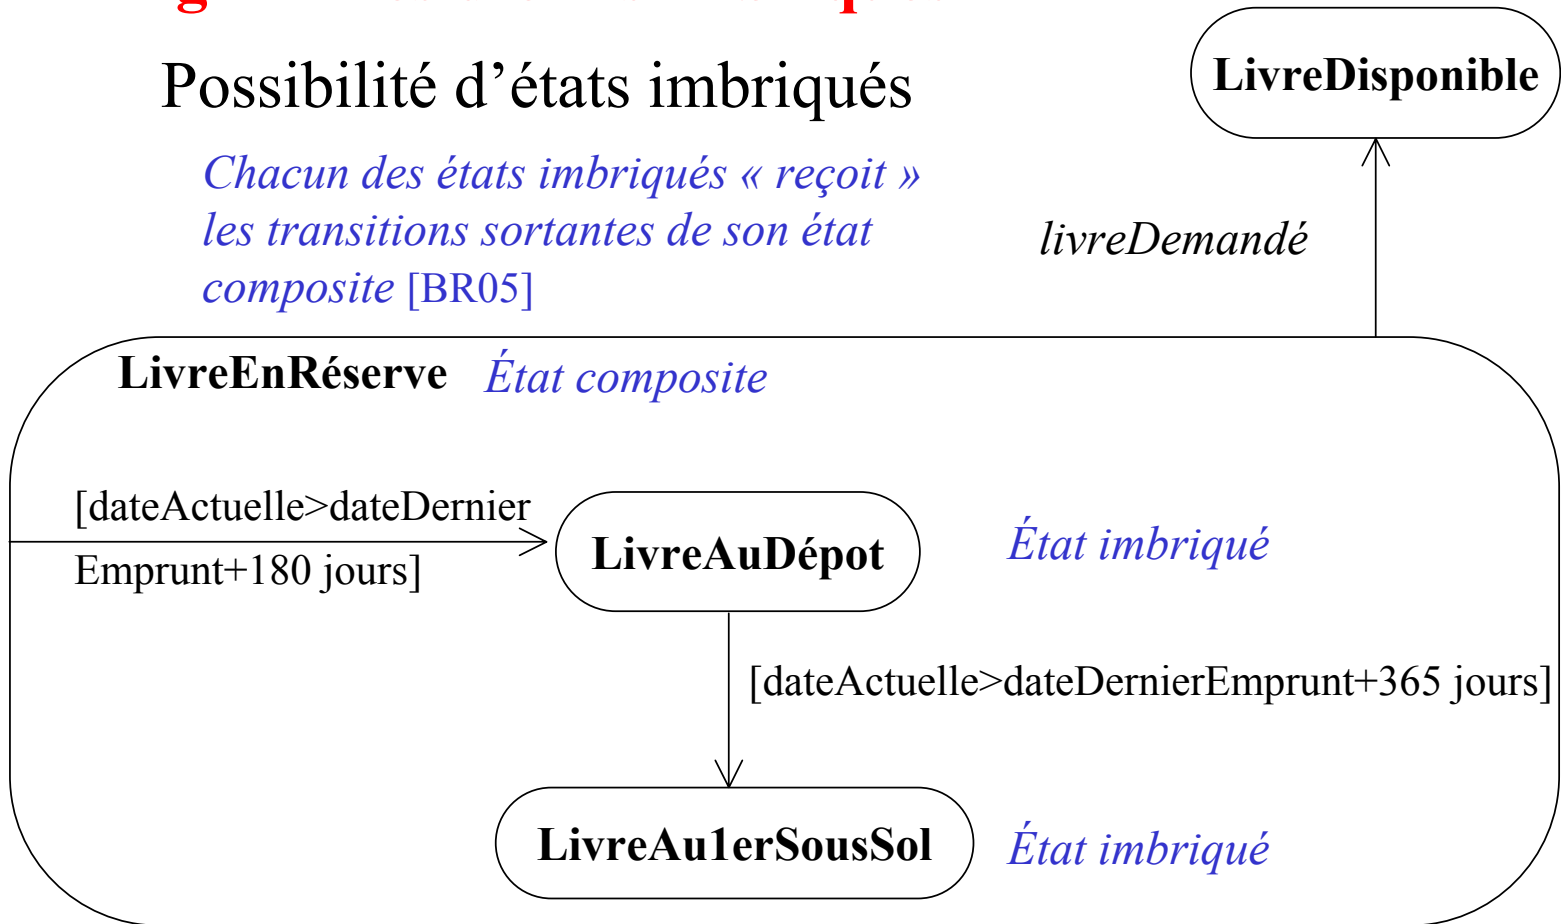 Possibilité d’états imbriqués
LivreDisponible
Chacun des états imbriqués « reçoit »
les transitions sortantes de son état
composite [BR05]
livreDemandé
LivreEnRéserve État composite
[dateActuelle>dateDernier
Emprunt+180 jours]
LivreAuDépot
État imbriqué
[dateActuelle>dateDernierEmprunt+365 jours]
LivreAu1erSousSol
État imbriqué